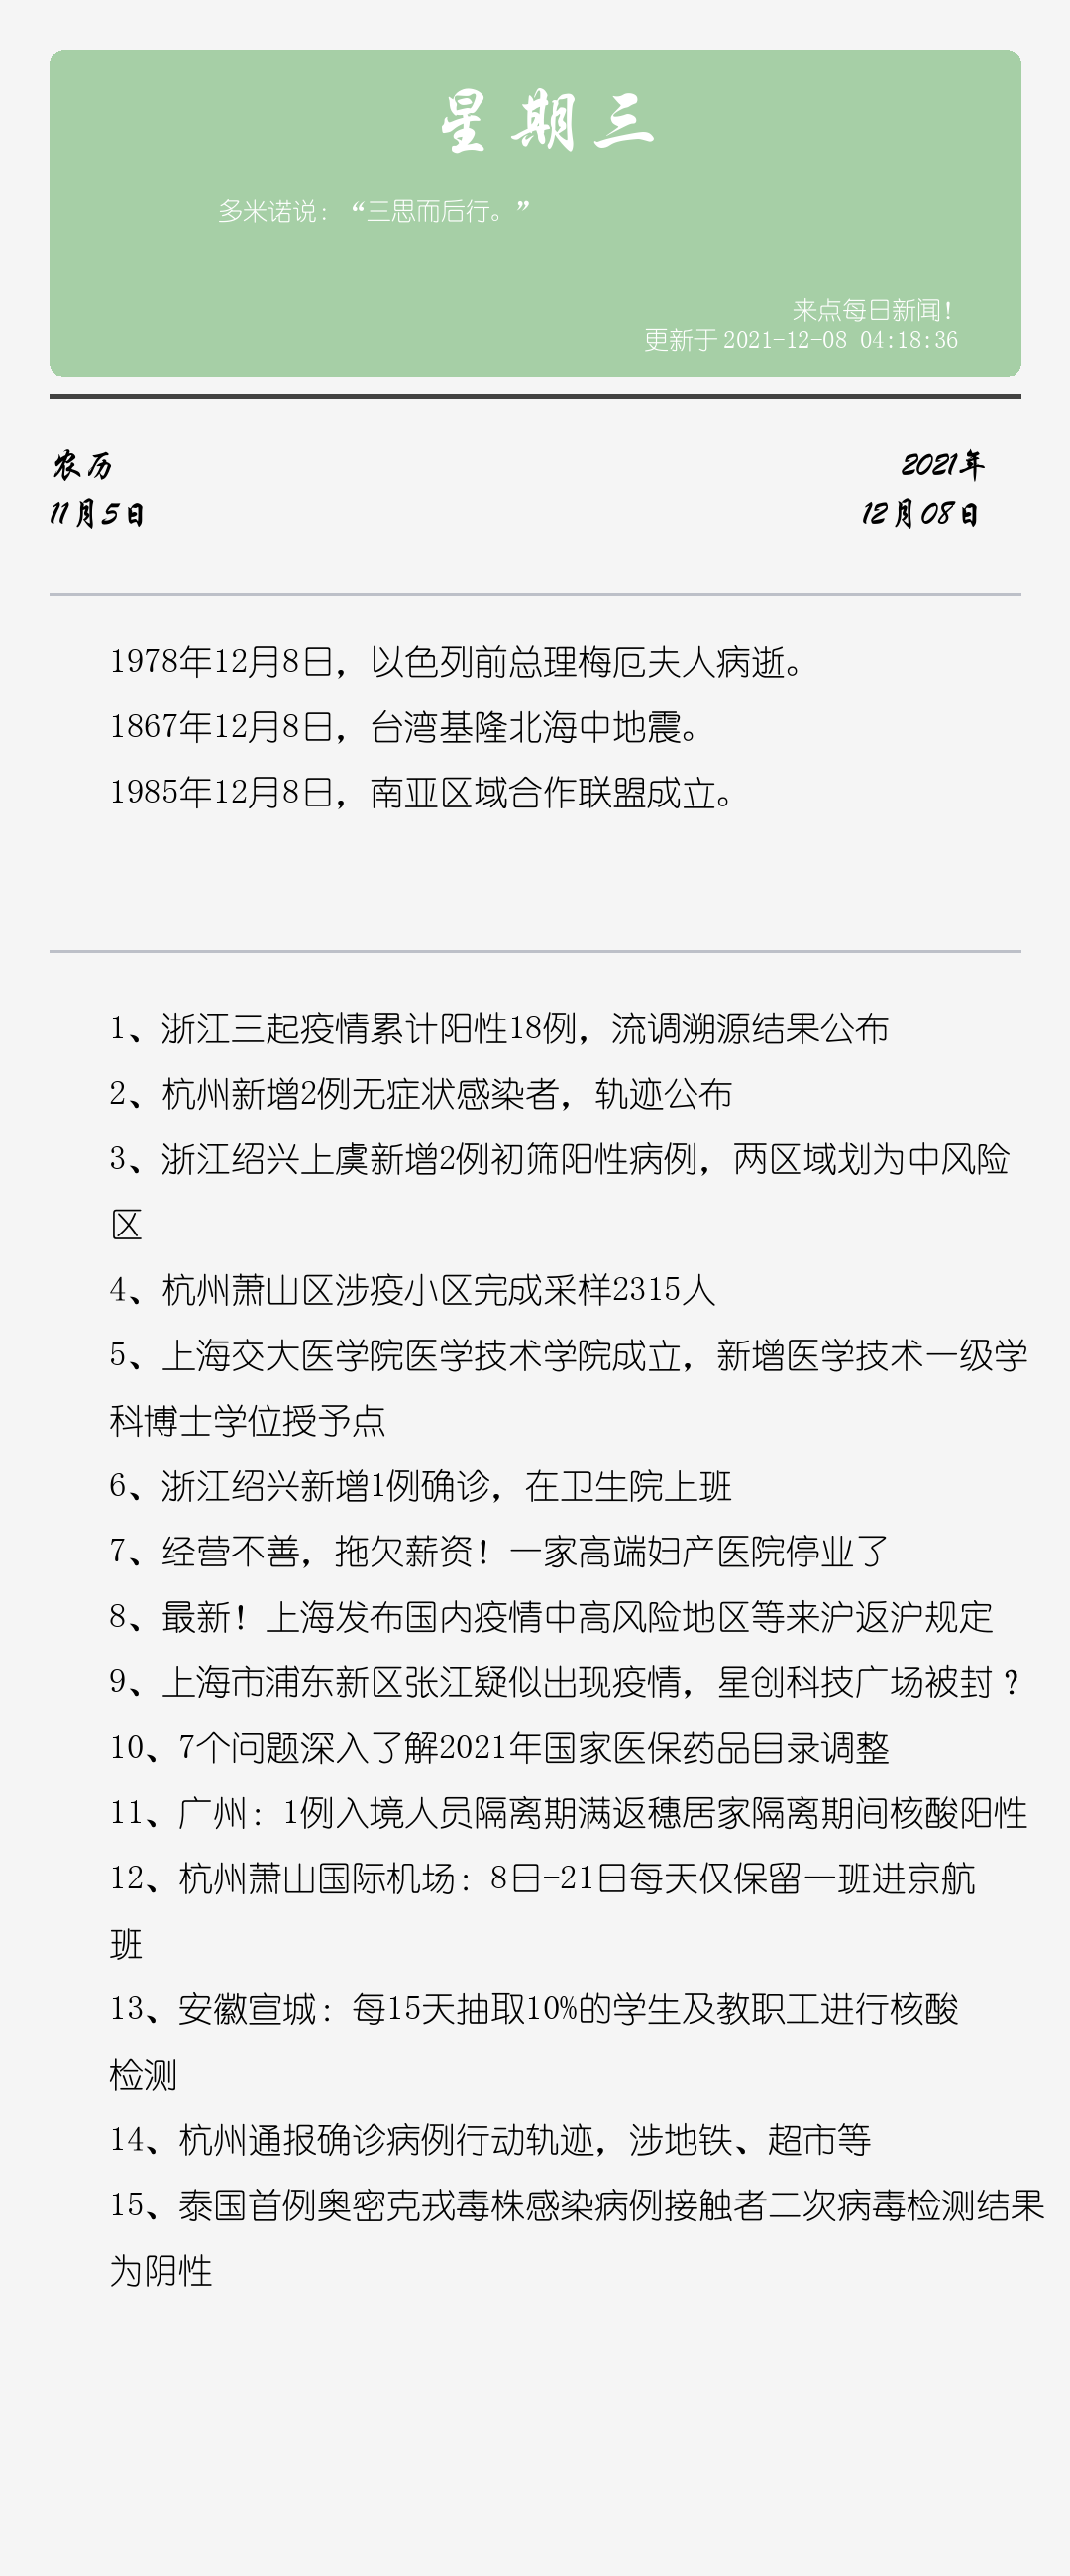 星期三
多米诺说：“三思而后行。”
来点每日新闻！
更新于 2021-12-08 04:18:36
农历
2021年
11月5日
12月08日
1978年12月8日，以色列前总理梅厄夫人病逝。
1867年12月8日，台湾基隆北海中地震。
1985年12月8日，南亚区域合作联盟成立。
1、浙江三起疫情累计阳性18例，流调溯源结果公布
2、杭州新增2例无症状感染者，轨迹公布
3、浙江绍兴上虞新增2例初筛阳性病例，两区域划为中风险
区
4、杭州萧山区涉疫小区完成采样2315人
5、上海交大医学院医学技术学院成立，新增医学技术一级学
科博士学位授予点
6、浙江绍兴新增1例确诊，在卫生院上班
7、经营不善，拖欠薪资！一家高端妇产医院停业了
8、最新！上海发布国内疫情中高风险地区等来沪返沪规定
9、上海市浦东新区张江疑似出现疫情，星创科技广场被封？
10、7个问题深入了解2021年国家医保药品目录调整
11、广州：1例入境人员隔离期满返穗居家隔离期间核酸阳性
12、杭州萧山国际机场：8日-21日每天仅保留一班进京航
班
13、安徽宣城：每15天抽取10%的学生及教职工进行核酸
检测
14、杭州通报确诊病例行动轨迹，涉地铁、超市等
15、泰国首例奥密克戎毒株感染病例接触者二次病毒检测结果
为阴性